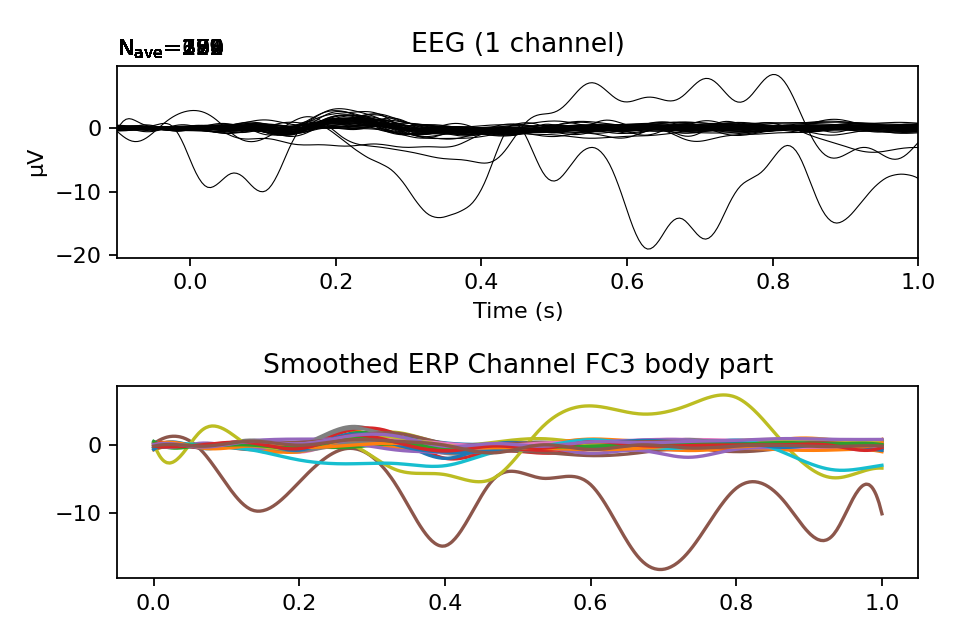 N_ave=
EEG (1 channel)
µV
0
−10
−20
0.0 0.2 0.4 0.6 0.8 1.0
Time (s)
Smoothed ERP Channel FC3 body part
0
−10
0.0 0.2 0.4 0.6 0.8 1.0